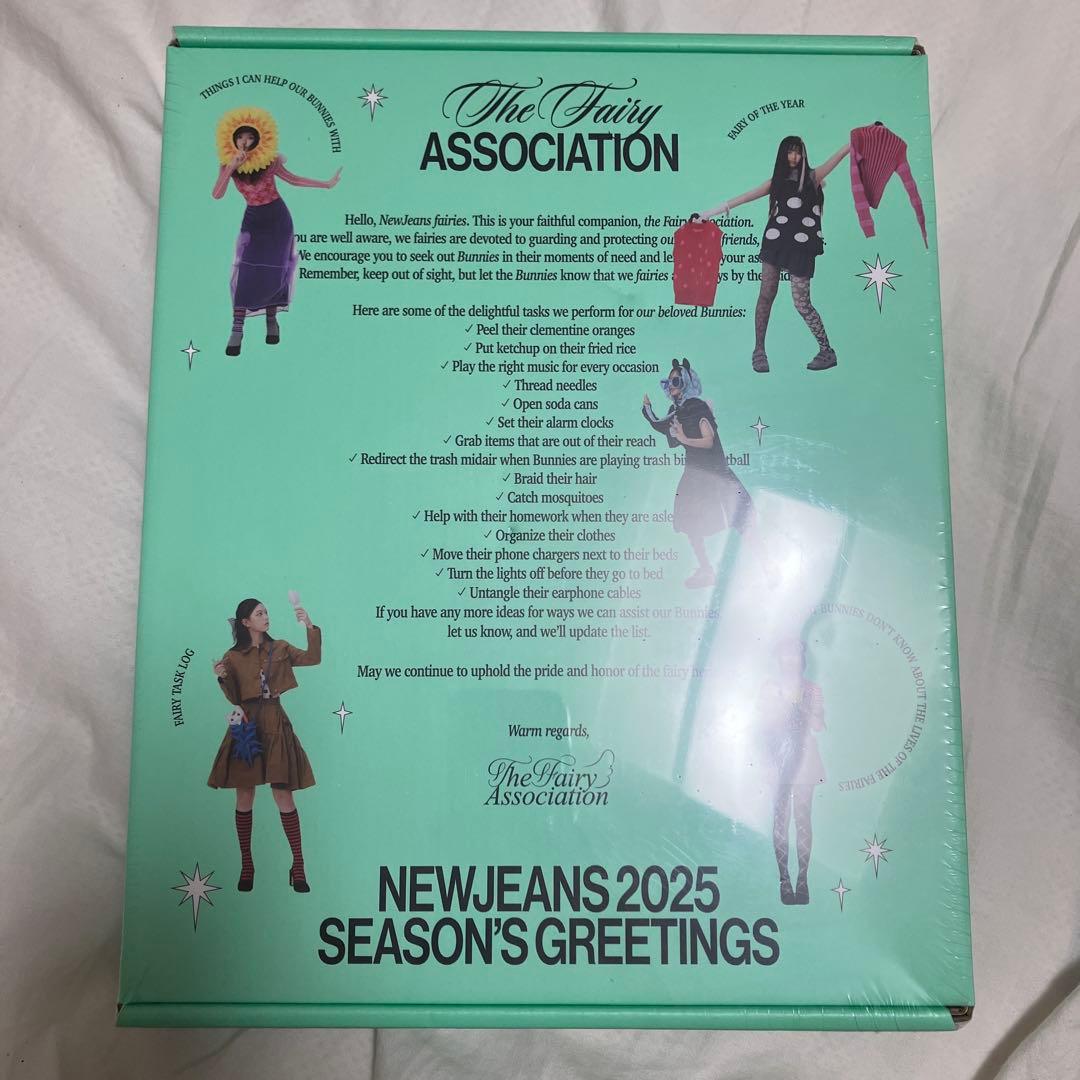 THINGS I CAN HELP OUR BUNNIES WITH
The Fairy
ASSOCIATION
FAIRY OF THE YEAR
Hello, NewJeans fairies. This is your faithful companion, the Fairy
ou are well aware, we fairies are devoted to guarding and protecting friends,
We encourage you to seek out Bunnies in their moments of need and your
Remember, keep out of sight, but let the Bunnies know that we fairies by the
Here are some of the delightful tasks we perform for our beloved Bunnies:
✓ Peel their clementine oranges
✓ Put ketchup on their fried rice
✓ Play the right music for every occasion
✓ Thread needles
✓ Open soda cans
✓ Set their alarm clocks
✓ Grab items that are out of their reach
✓ Redirect the trash midair when Bunnies are playing trash
✓ Braid their hair
✓ Catch mosquitoes
✓ Help with their homework when they are asle
✓ Organize their clothes
✓ Move their phone chargers next to their beds
✓ Turn the lights off before they go to bed
✓ Untangle their earphone cables
If you have any more ideas for ways we can assist our Bunnies
let us know, and we'll update the list.
May we continue to uphold the pride and honor of the fairy
FAIRY TASK LOG
BUNNIES DON'T KNOW ABOUT THE LIVES OF THE FAIRIES
Warm regards,
The Fairy
Association
NEWJEANS 2025
SEASON'S GREETINGS